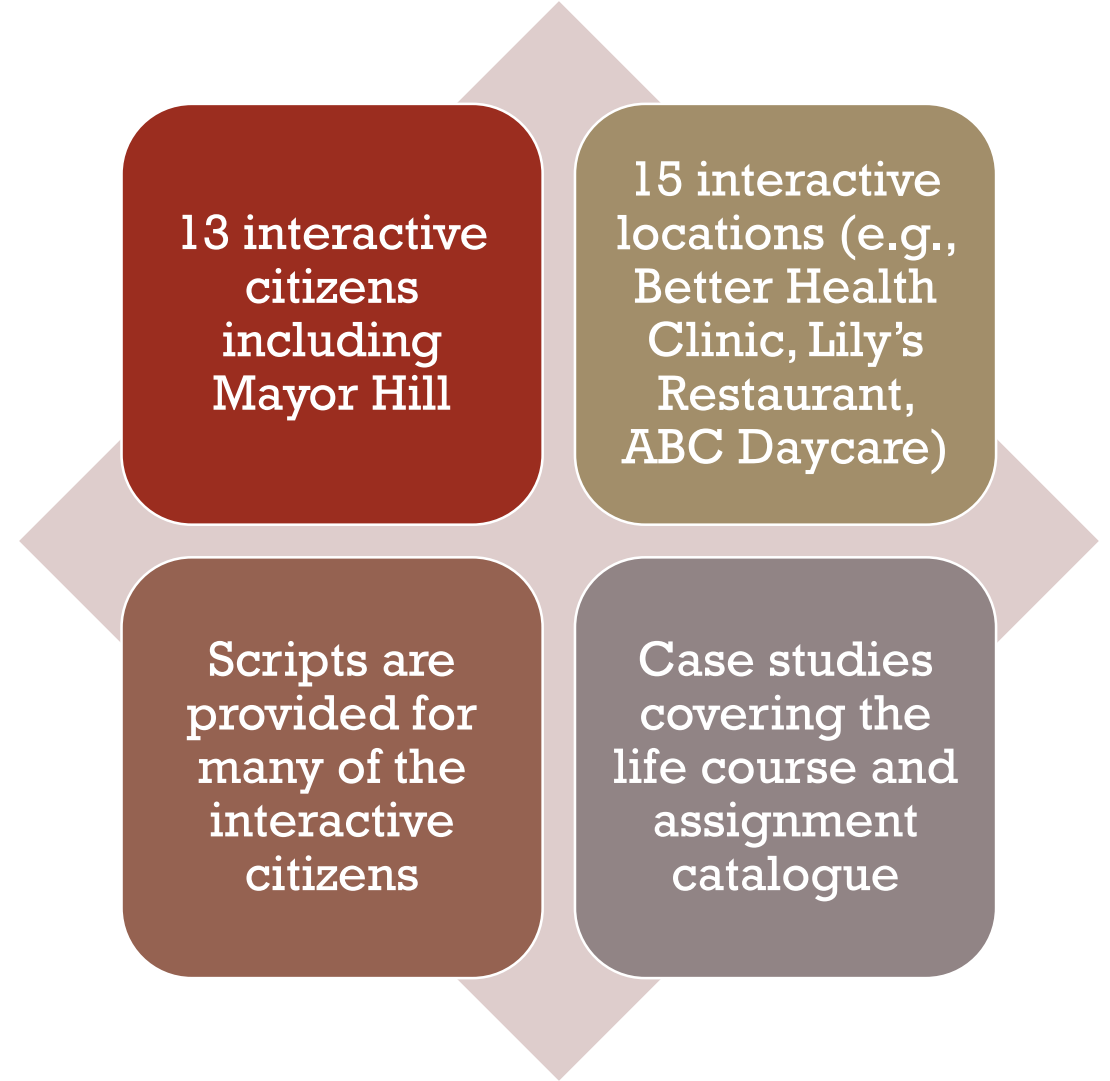 13 interactive
citizens
including
Mayor Hill
15 interactive
locations (e.g.,
Better Health
Clinic, Lily’s
Restaurant,
ABC Daycare)
Scripts are
provided for
many of the
interactive
citizens
Case studies
covering the
life course and
assignment
catalogue